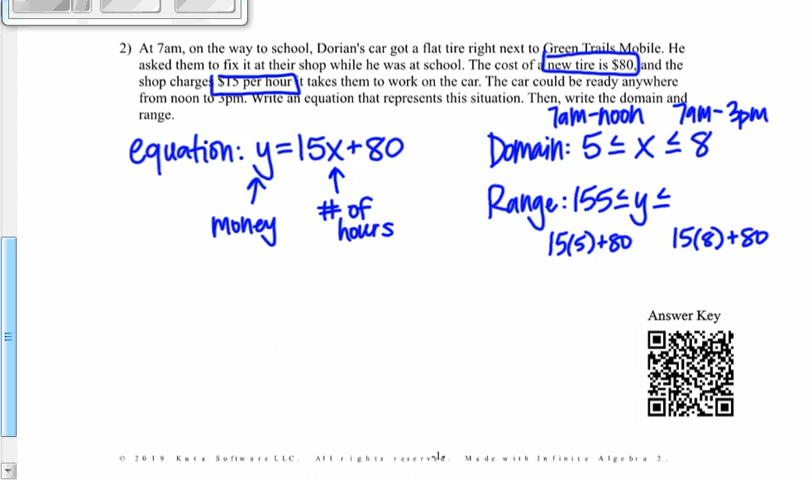 2) At 7am, on the way to school, Dorian's car got a flat tire right next to Green Trails Mobile. He
asked them to fix it at their shop while he was at school. The cost of a new tire is $80, and the
shop charges $15 per hour it takes them to work on the car. The car could be ready anywhere
from noon to 3pm. Write an equation that represents this situation. Then, write the domain and
range.
7am-noon 7am-3pm
equation: y=15x+80
Domain: 5 ≤ x ≤ 8
money
# of
hours
Range: 155 ≤ y ≤
15(5)+80 15(8)+80
Answer Key
© 2019 Kuta Software LLC. All rights reserved. Made with Infinite Algebra 2.